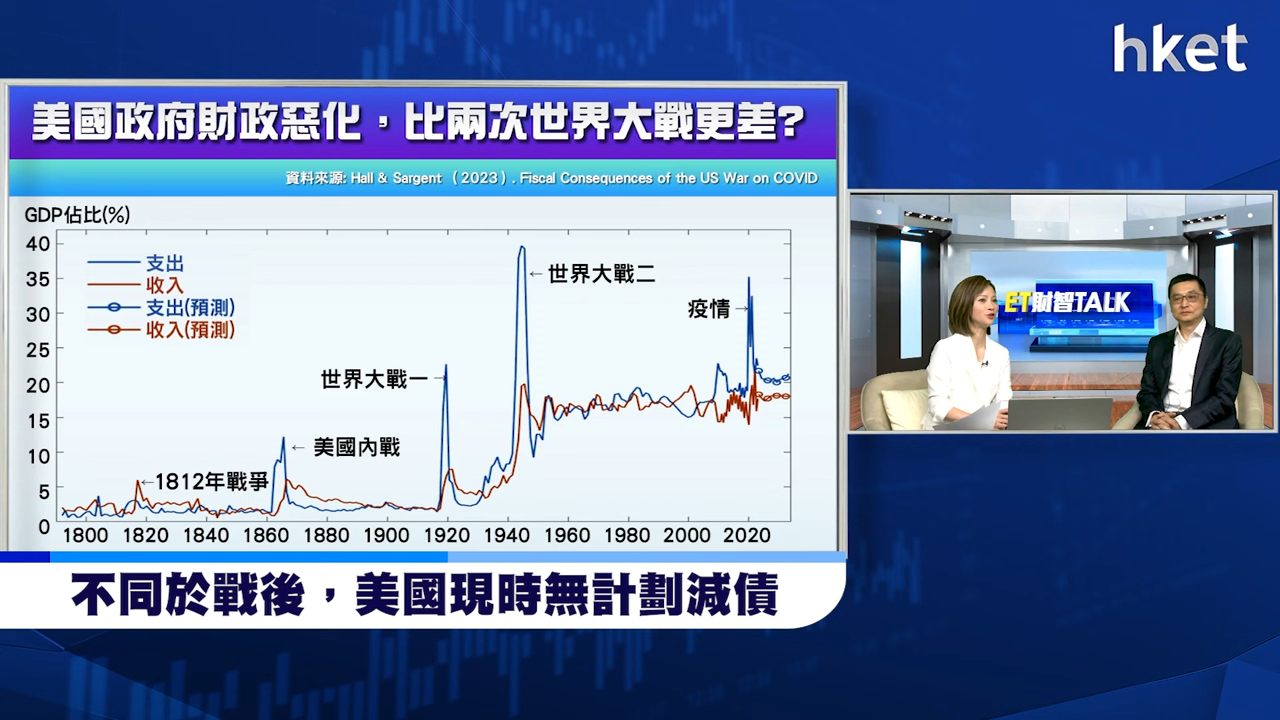 hket
美國政府財政惡化，比兩次世界大戰更差?
資料來源: Hall & Sargent （2023）. Fiscal Consequences of the US War on COVID
GDP佔比(%)
40
35
30
25
20
15
10
5
0
支出
收入
支出(預測)
收入(預測)
←世界大戰二
疫情→
世界大戰一→
← 美國內戰
←1812年戰爭
1800 1820 1840 1860 1880 1900 1920 1940 1960 1980 2000 2020
ET財智TALK
不同於戰後，美國現時無計劃減債